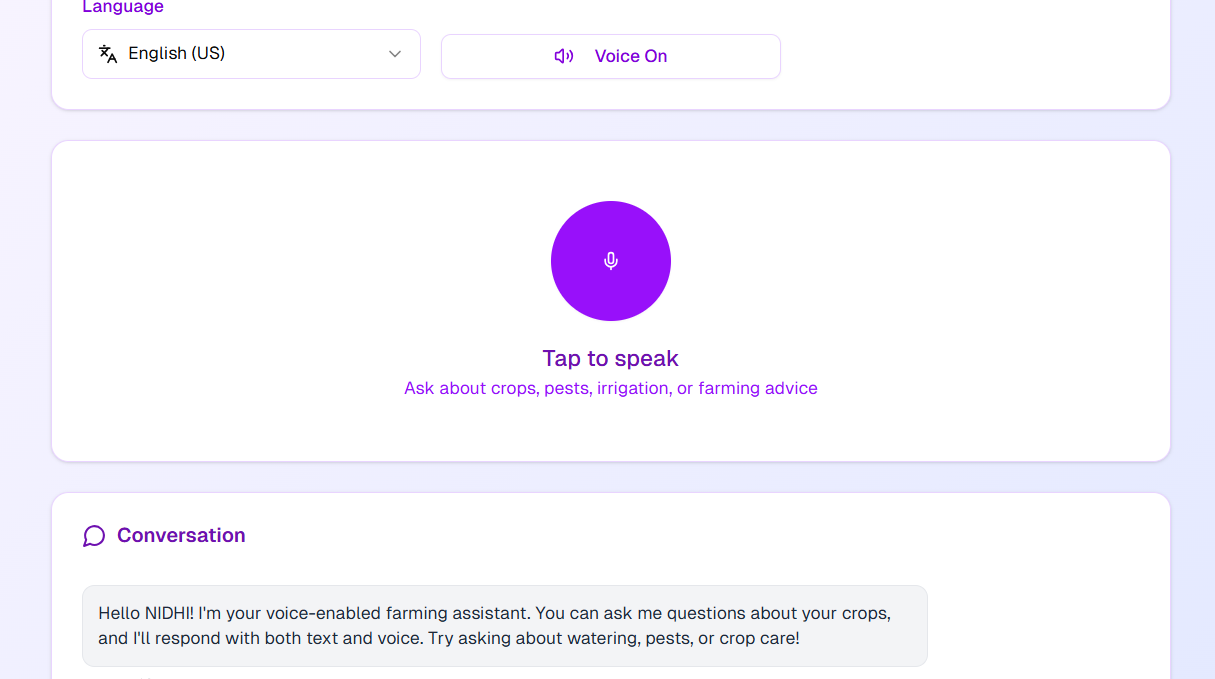 Language
English (US)
Voice On
Tap to speak
Ask about crops, pests, irrigation, or farming advice
Conversation
Hello NIDHI! I'm your voice-enabled farming assistant. You can ask me questions about your crops,
and I'll respond with both text and voice. Try asking about watering, pests, or crop care!